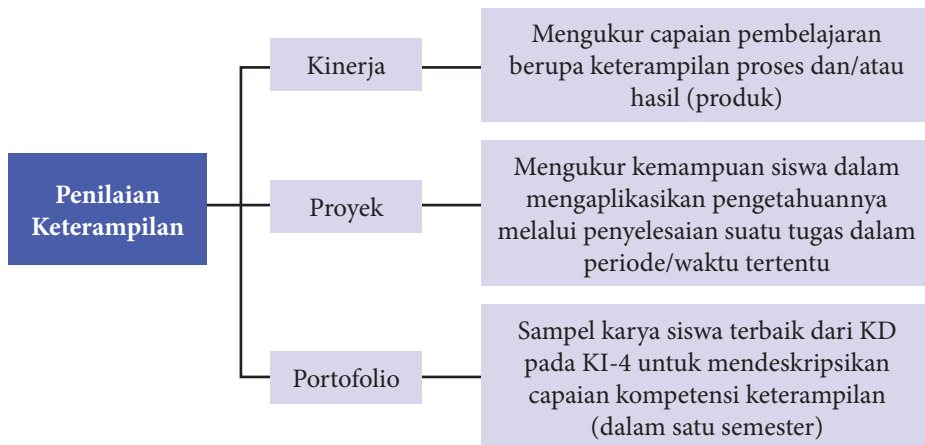 Penilaian
Keterampilan
Kinerja
Mengukur capaian pembelajaran
berupa keterampilan proses dan/atau
hasil (produk)
Proyek
Mengukur kemampuan siswa dalam
mengaplikasikan pengetahuannya
melalui penyelesaian suatu tugas dalam
periode/waktu tertentu
Portofolio
Sampel karya siswa terbaik dari KD
pada KI-4 untuk mendeskripsikan
capaian kompetensi keterampilan
(dalam satu semester)